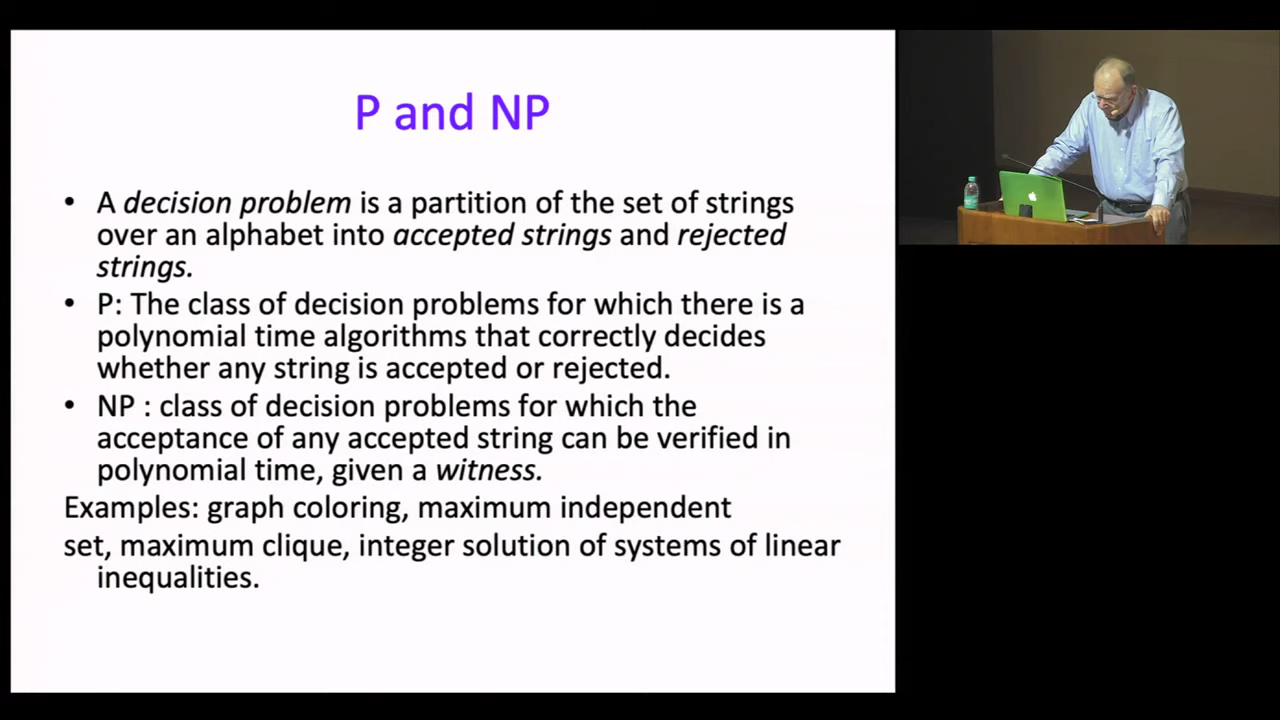 P and NP
• A decision problem is a partition of the set of strings
over an alphabet into accepted strings and rejected
strings.
• P: The class of decision problems for which there is a
polynomial time algorithms that correctly decides
whether any string is accepted or rejected.
• NP : class of decision problems for which the
acceptance of any accepted string can be verified in
polynomial time, given a witness.
Examples: graph coloring, maximum independent
set, maximum clique, integer solution of systems of linear
inequalities.